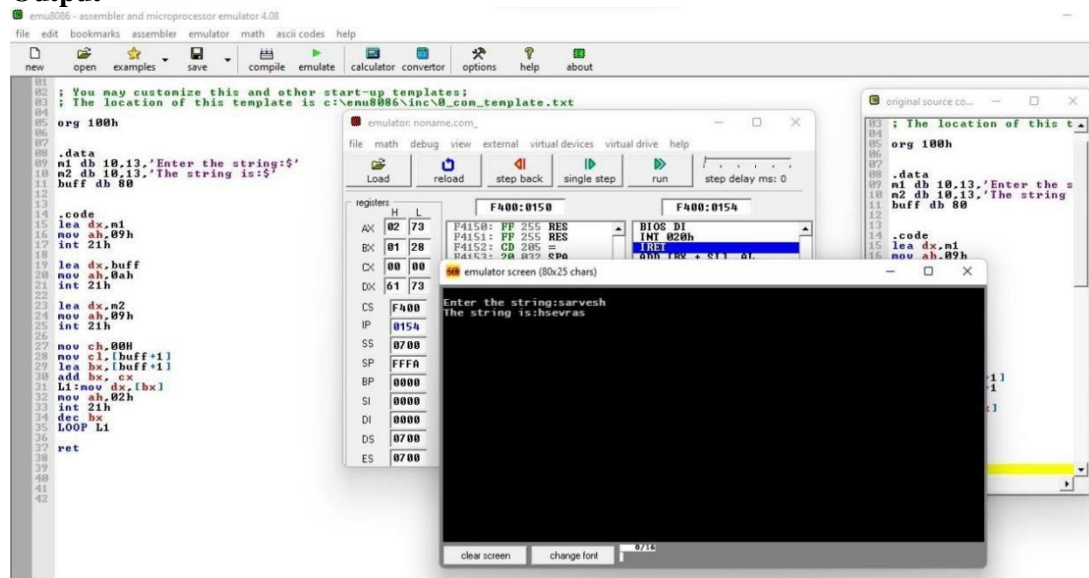 Output
emu8086 - assembler and microprocessor emulator 4.08
file edit bookmarks assembler emulator math ascii codes help
new open examples save compile emulate calculator convertor options help about
01
02 ; You may customize this and other start-up templates;
03 ; The location of this template is c:\emu8086\inc\0_com_template.txt
04
05 org 100h
06
07
08 .data
09 m1 db 10,13,'Enter the string:$'
10 m2 db 10,13,'The string is:$'
11 buff db 80
12
13
14 .code
15 lea dx,m1
16 mov ah,09h
17 int 21h
18
19 lea dx,buff
20 mov ah,0ah
21 int 21h
22
23 lea dx,m2
24 mov ah,09h
25 int 21h
26
27 mov ch,00H
28 mov cl,[buff+1]
29 lea bx,[buff+1]
30 add bx, cx
31 L1:mov dx,[bx]
32 mov ah,02h
33 int 21h
34 dec bx
35 LOOP L1
36
37 ret
38
39
40
41
42
emulator: noname.com_
file math debug view external virtual devices virtual drive help
Load reload step back single step run step delay ms: 0
registers
H L
F400:0150
F400:0154
AX 02 73
BX 01 28
CX 00 00
DX 61 73
CS F400
IP 0154
SS 0700
SP FFFA
BP 0000
SI 0000
DI 0000
DS 0700
ES 0700
F4150: FF 255 RES
F4151: FF 255 RES
F4152: CD 205 =
F4153: 20 032 SPA
BIOS DI
INT 020h
IRET
ADD [BX + SI], AL
emulator screen (80x25 chars)
Enter the string:sarvesh
The string is:hsevras
clear screen change font 0/16
original source co...
03 ; The location of this t
04
05 org 100h
06
07
08 .data
09 m1 db 10,13,'Enter the s
10 m2 db 10,13,'The string
11 buff db 80
12
13
14 .code
15 lea dx,m1
16 mov ah,09h
+1]
+1